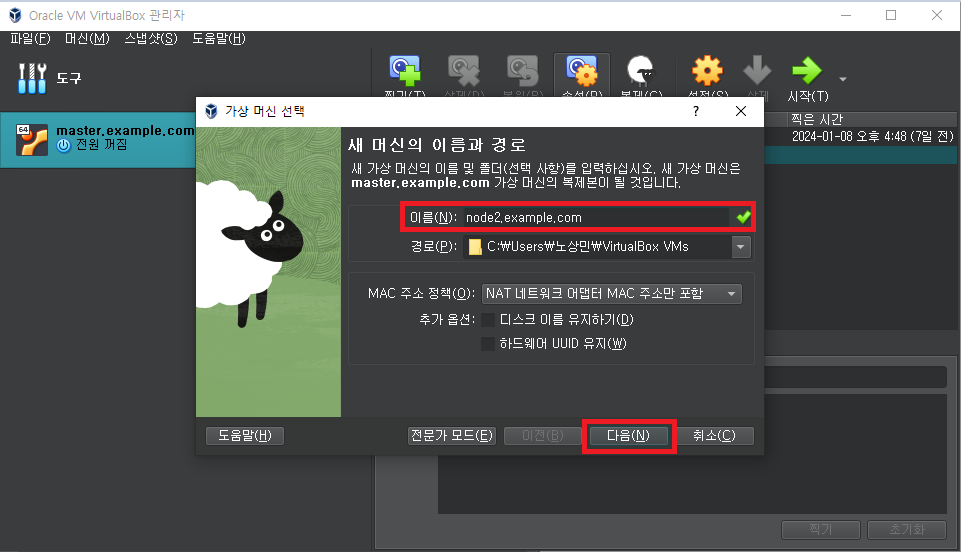 Oracle VM VirtualBox 관리자
파일(F) 머신(M) 스냅샷(S) 도움말(H)
도구
찍기(T) 삭제(D) 복원(R) 속성(P) 복제(C) 설정(S) 삭제 시작(T)
64
master.example.com
전원 꺼짐
찍은 시간
2024-01-08 오후 4:48 (7일 전)
가상 머신 선택
?
새 머신의 이름과 경로
새 가상 머신의 이름 및 폴더(선택 사항)를 입력하십시오. 새 가상 머신은
master.example.com 가상 머신의 복제본이 될 것입니다.
이름(N): node2.example.com
경로(P): C:₩Users₩노상민₩VirtualBox VMs
MAC 주소 정책(O): NAT 네트워크 어댑터 MAC 주소만 포함
추가 옵션: 디스크 이름 유지하기(D)
하드웨어 UUID 유지(W)
도움말(H) 전문가 모드(E) 이전(B) 다음(N) 취소(C)
찍기 초기화